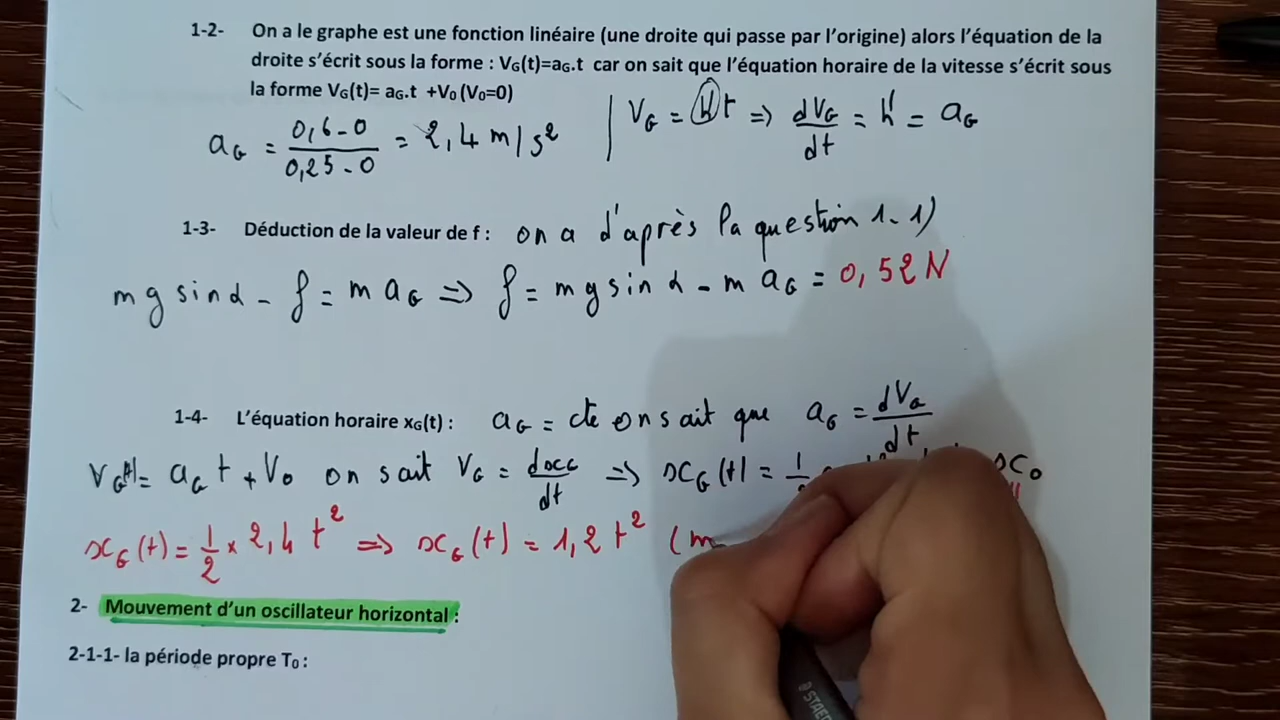 1-2- On a le graphe est une fonction linéaire (une droite qui passe par l'origine) alors l'équation de la
droite s'écrit sous la forme : VG(t)=aG.t car on sait que l'équation horaire de la vitesse s'écrit sous
la forme VG(t)= aG.t +V0 (V0=0)
aG = (0,6-0)/(0,25-0) = 2,4 m/s² | VG = kt => dVG/dt = k = aG
1-3- Déduction de la valeur de f : on a d'après la question 1-1)
mg sin α - f = m aG => f = mg sin α - m aG = 0,52 N
1-4- L'équation horaire xG(t) : aG = cte on sait que aG = dVG/dt
VG(t) = aG t + V0 on sait VG = dxG/dt => xG(t) = 1/ x0
xG(t) = 1/2 × 2,4 t² => xG(t) = 1,2 t² (m
2- Mouvement d'un oscillateur horizontal :
2-1-1- la période propre T0 :
STAED